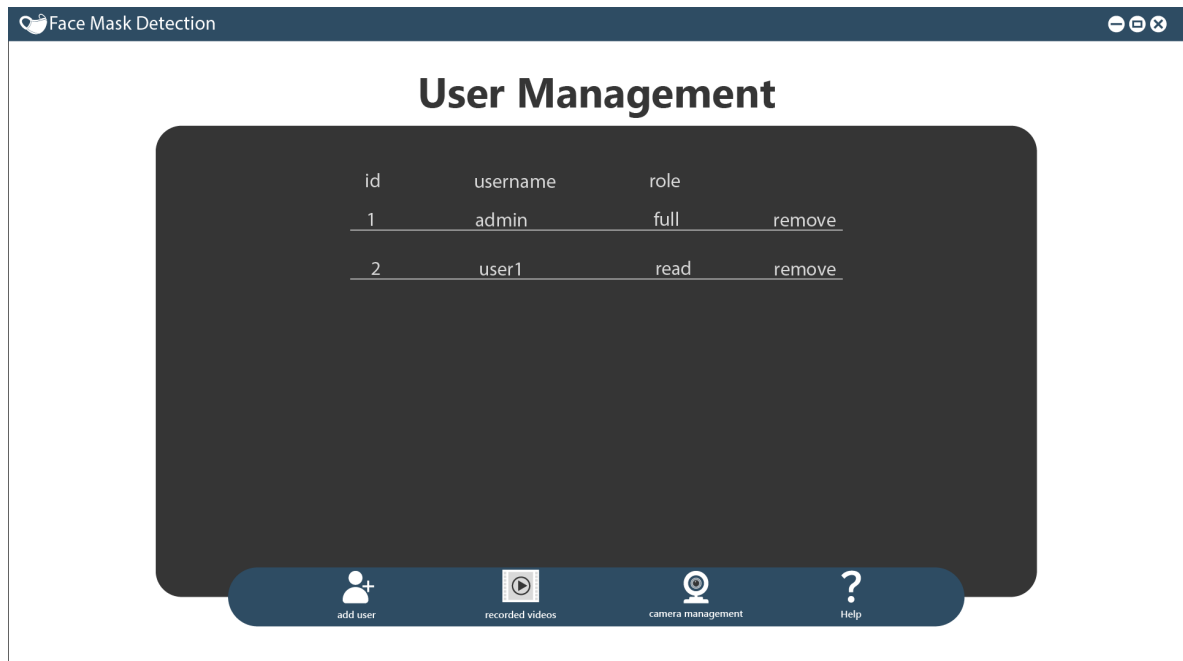 Face Mask Detection
User Management
id username role
1 admin full remove
2 user1 read remove
add user recorded videos camera management Help